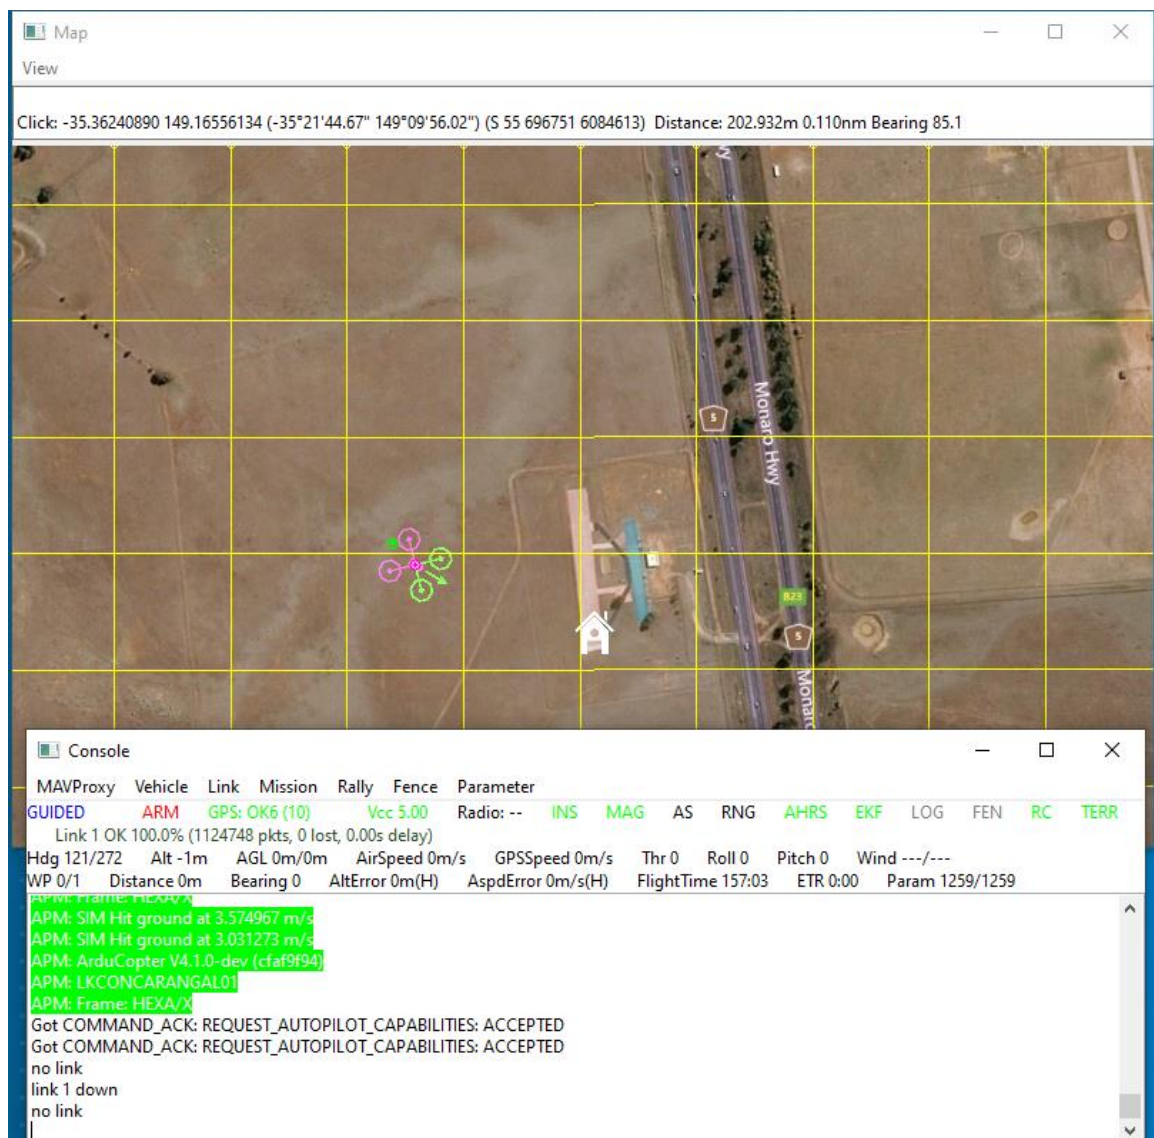 Map
View
Click: -35.36240890 149.16556134 (-35°21'44.67" 149°09'56.02") (S 55 696751 6084613) Distance: 202.932m 0.110nm Bearing 85.1
wy
5
Monaro Hwy
B23
5
Monaro
Console
MAVProxy Vehicle Link Mission Rally Fence Parameter
GUIDED ARM GPS: OK6 (10) Vcc 5.00 Radio: -- INS MAG AS RNG AHRS EKF LOG FEN RC TERR
Link 1 OK 100.0% (1124748 pkts, 0 lost, 0.00s delay)
Hdg 121/272 Alt -1m AGL 0m/0m AirSpeed 0m/s GPSSpeed 0m/s Thr 0 Roll 0 Pitch 0 Wind ---/---
WP 0/1 Distance 0m Bearing 0 AltError 0m(H) AspdError 0m/s(H) FlightTime 157:03 ETR 0:00 Param 1259/1259
APM: Frame: HEXA/X
APM: SIM Hit ground at 3.574967 m/s
APM: SIM Hit ground at 3.031273 m/s
APM: ArduCopter V4.1.0-dev (cfaf9f94)
APM: LKCONCARANGAL01
APM: Frame: HEXA/X
Got COMMAND_ACK: REQUEST_AUTOPILOT_CAPABILITIES: ACCEPTED
Got COMMAND_ACK: REQUEST_AUTOPILOT_CAPABILITIES: ACCEPTED
no link
link 1 down
no link